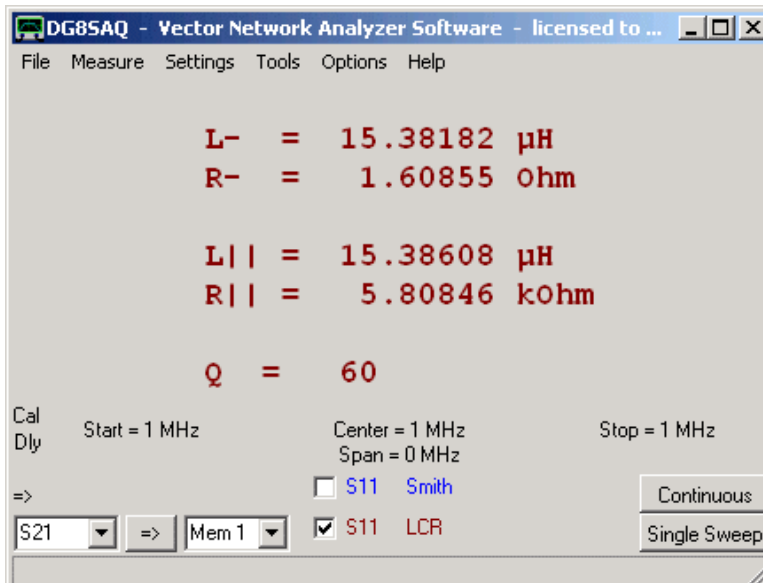 DG8SAQ - Vector Network Analyzer Software - licensed to ...
File Measure Settings Tools Options Help
L- = 15.38182 µH
R- = 1.60855 Ohm
L|| = 15.38608 µH
R|| = 5.80846 kOhm
Q = 60
Cal
Dly
Start = 1 MHz
Center = 1 MHz
Span = 0 MHz
Stop = 1 MHz
=>
S11 Smith
Continuous
S21 => Mem 1
S11 LCR
Single Sweep